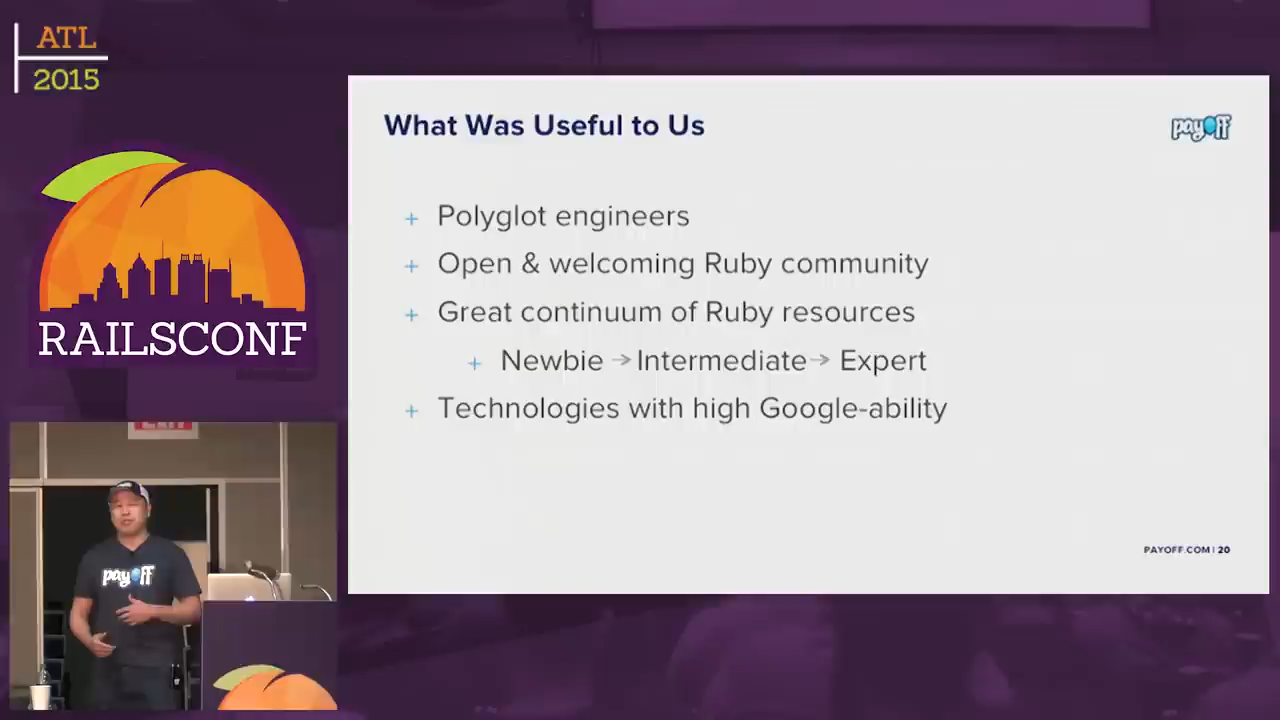 ATL
2015
RAILSCONF
What Was Useful to Us
payoff
+ Polyglot engineers
+ Open & welcoming Ruby community
+ Great continuum of Ruby resources
+ Newbie → Intermediate → Expert
+ Technologies with high Google-ability
PAYOFF.COM | 20
EXIT
payoff